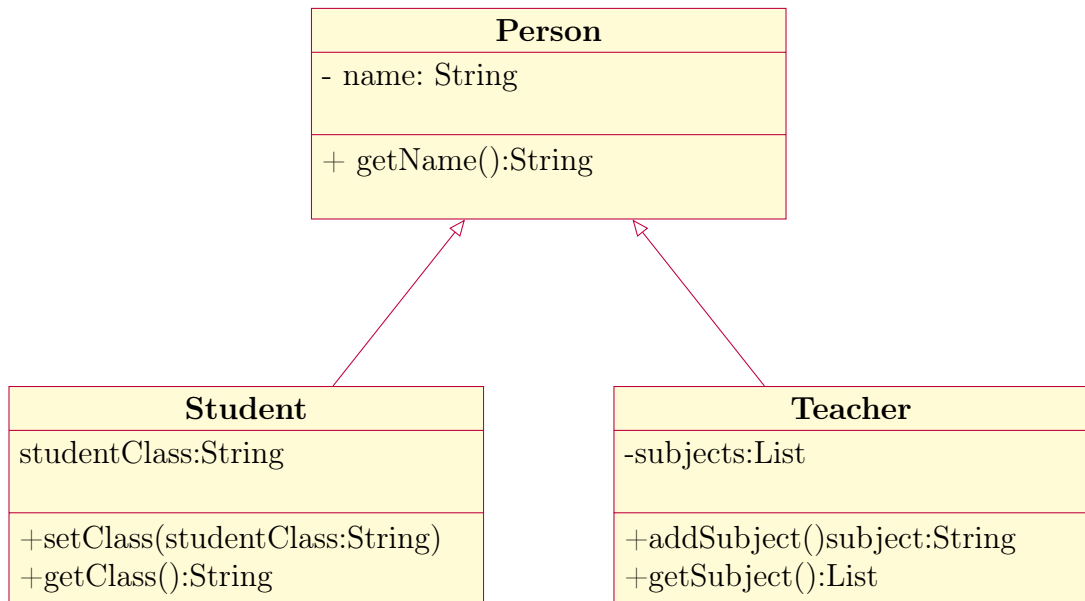 Person
- name: String
+ getName():String
Student
studentClass:String
+setClass(studentClass:String)
+getClass():String
Teacher
-subjects:List
+addSubject()subject:String
+getSubject():List